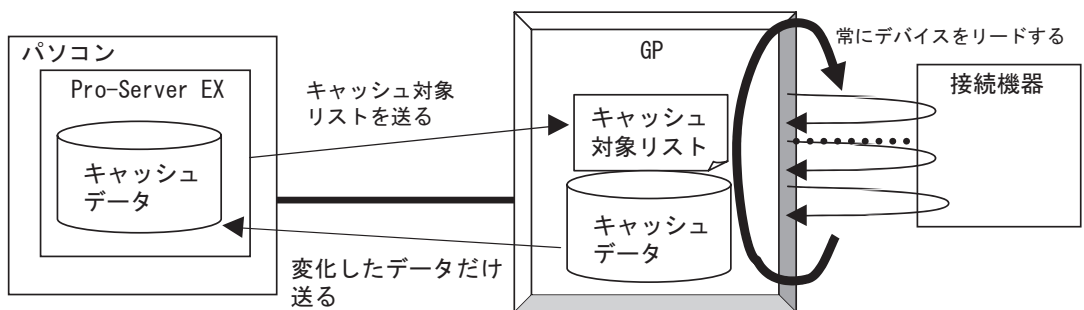 パソコン
Pro-Server EX
キャッシュ
データ
キャッシュ対象
リストを送る
変化したデータだけ
送る
GP
キャッシュ
対象リスト
キャッシュ
データ
常にデバイスをリードする
接続機器